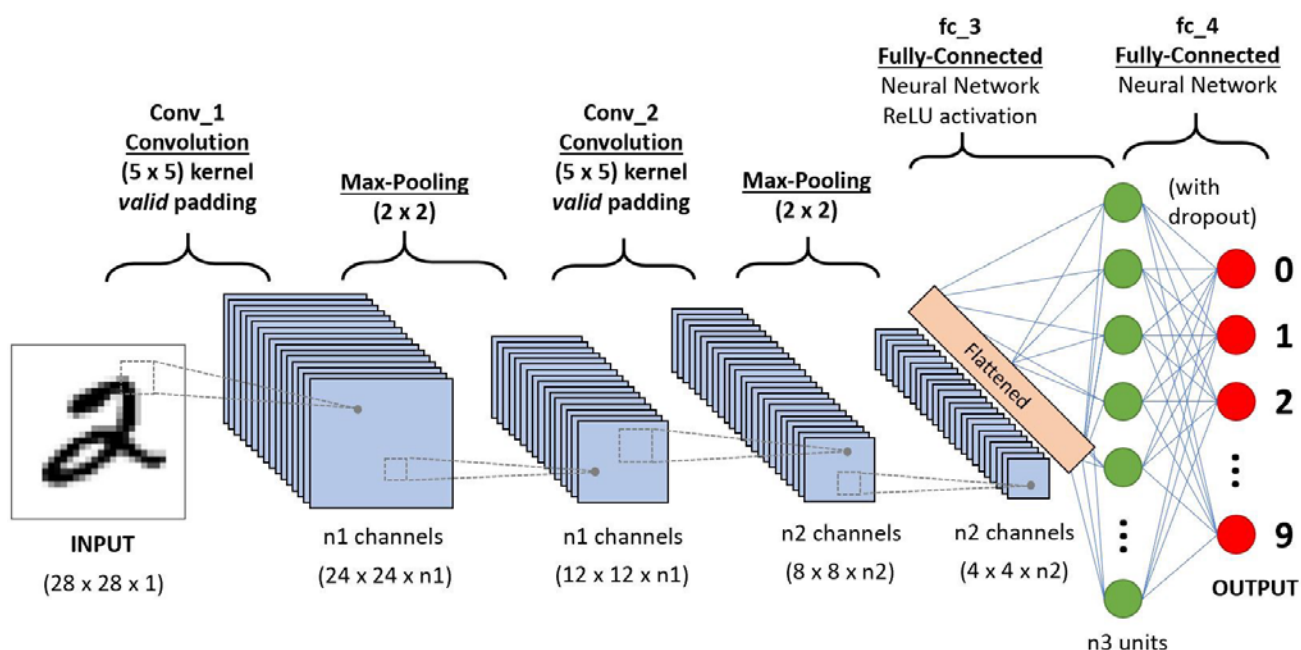 fc_3
Fully-Connected
Neural Network
ReLU activation
fc_4
Fully-Connected
Neural Network
Conv_1
Convolution
(5 x 5) kernel
valid padding
Max-Pooling
(2 x 2)
Conv_2
Convolution
(5 x 5) kernel
valid padding
Max-Pooling
(2 x 2)
(with
dropout)
Flattened
0
1
2
9
INPUT
(28 x 28 x 1)
n1 channels
(24 x 24 x n1)
n1 channels
(12 x 12 x n1)
n2 channels
(8 x 8 x n2)
n2 channels
(4 x 4 x n2)
OUTPUT
n3 units
2